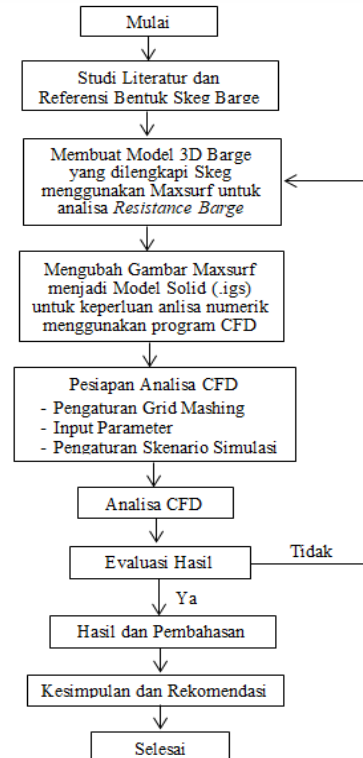 Mulai
Studi Literatur dan
Referensi Bentuk Skeg Barge
Membuat Model 3D Barge
yang dilengkapi Skeg
menggunakan Maxsurf untuk
analisa Resistance Barge
Mengubah Gambar Maxsurf
menjadi Model Solid (.igs)
untuk keperluan anlisa numerik
menggunakan program CFD
Pesiapan Analisa CFD
- Pengaturan Grid Mashing
- Input Parameter
- Pengaturan Skenario Simulasi
Analisa CFD
Evaluasi Hasil
Tidak
Ya
Hasil dan Pembahasan
Kesimpulan dan Rekomendasi
Selesai